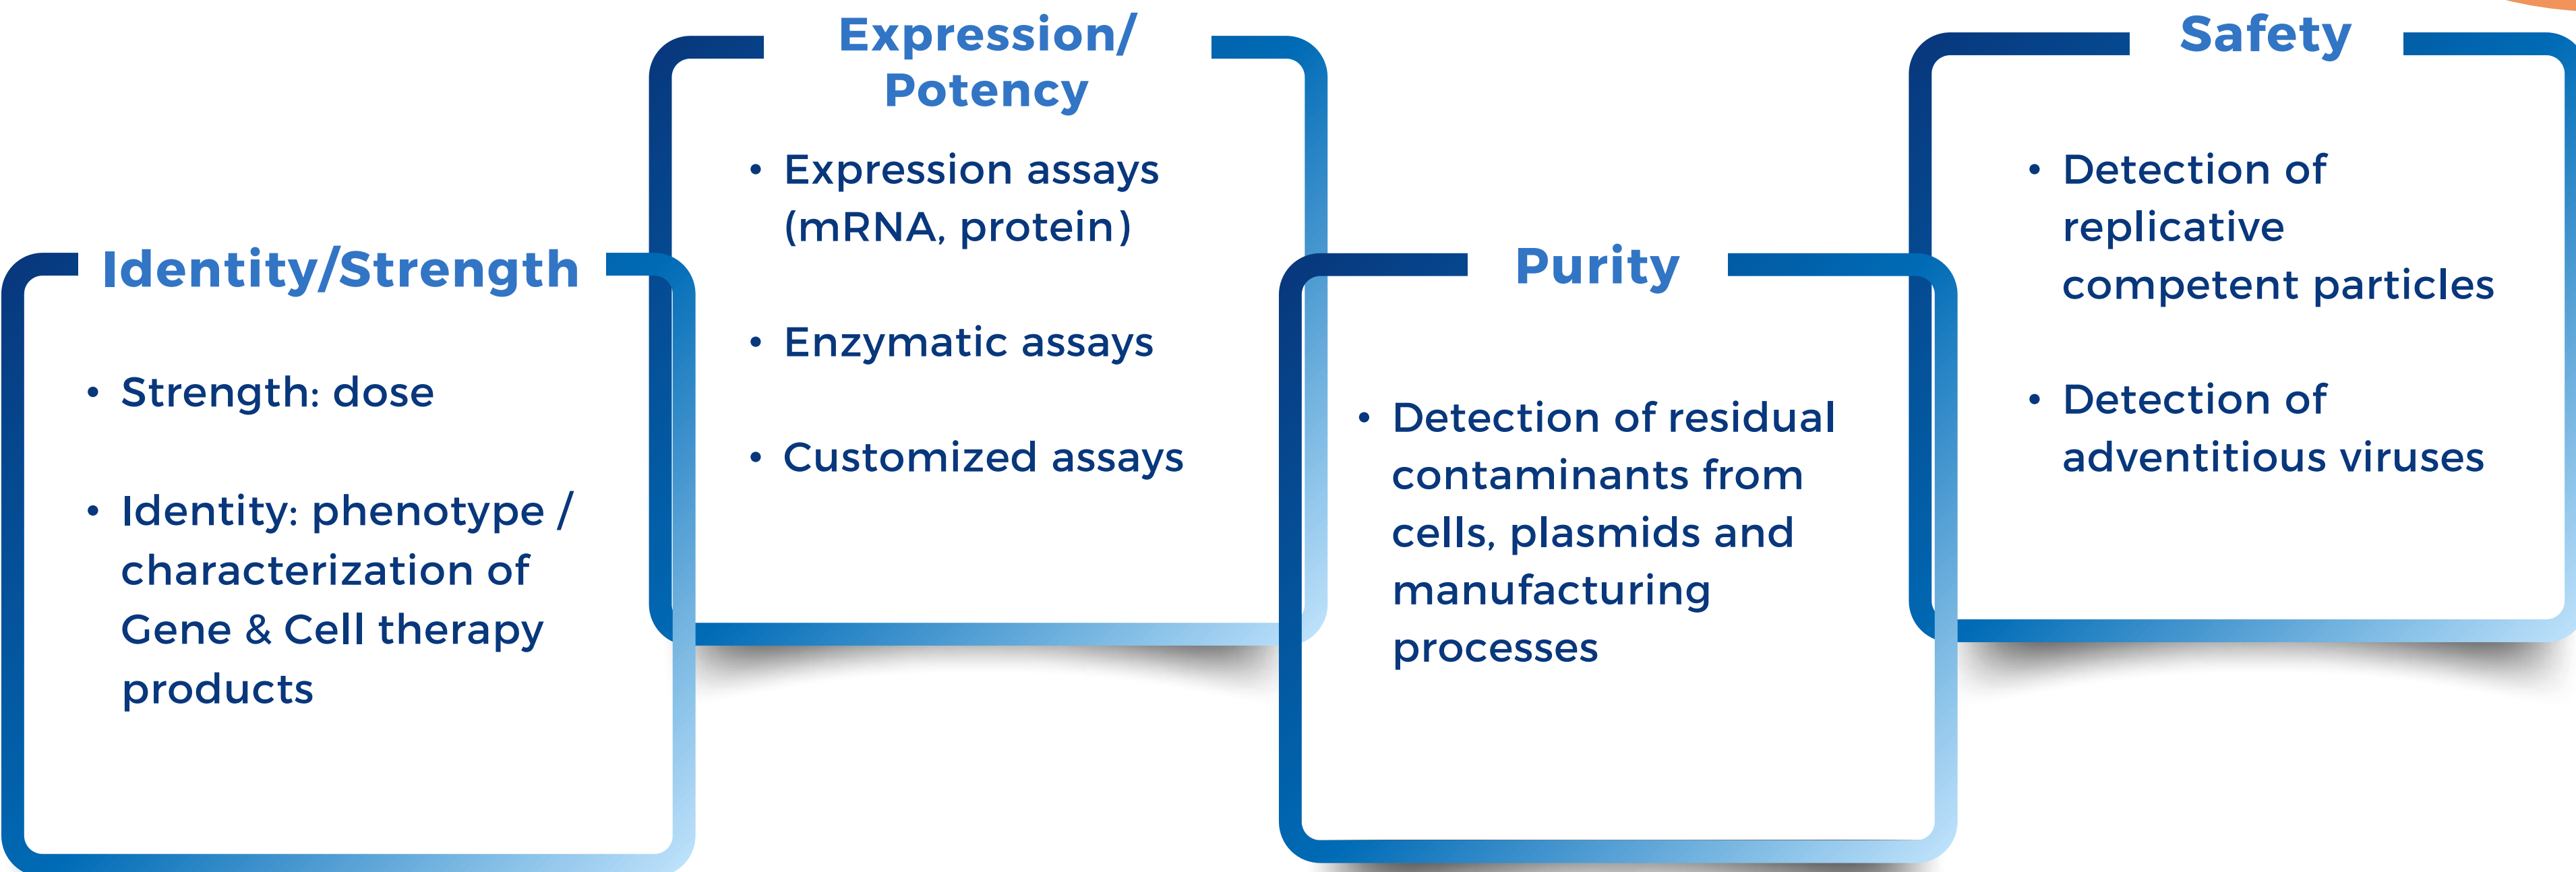 Identity/Strength
• Strength: dose
• Identity: phenotype /
characterization of
Gene & Cell therapy
products
Expression/
Potency
• Expression assays
(mRNA, protein)
• Enzymatic assays
• Customized assays
Purity
• Detection of residual
contaminants from
cells, plasmids and
manufacturing
processes
Safety
• Detection of
replicative
competent particles
• Detection of
adventitious viruses